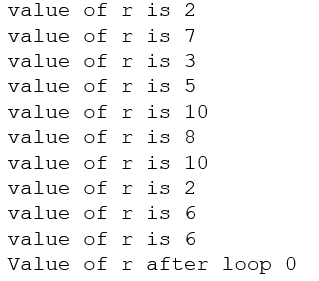 value of r is 2
value of r is 7
value of r is 3
value of r is 5
value of r is 10
value of r is 8
value of r is 10
value of r is 2
value of r is 6
value of r is 6
Value of r after loop 0